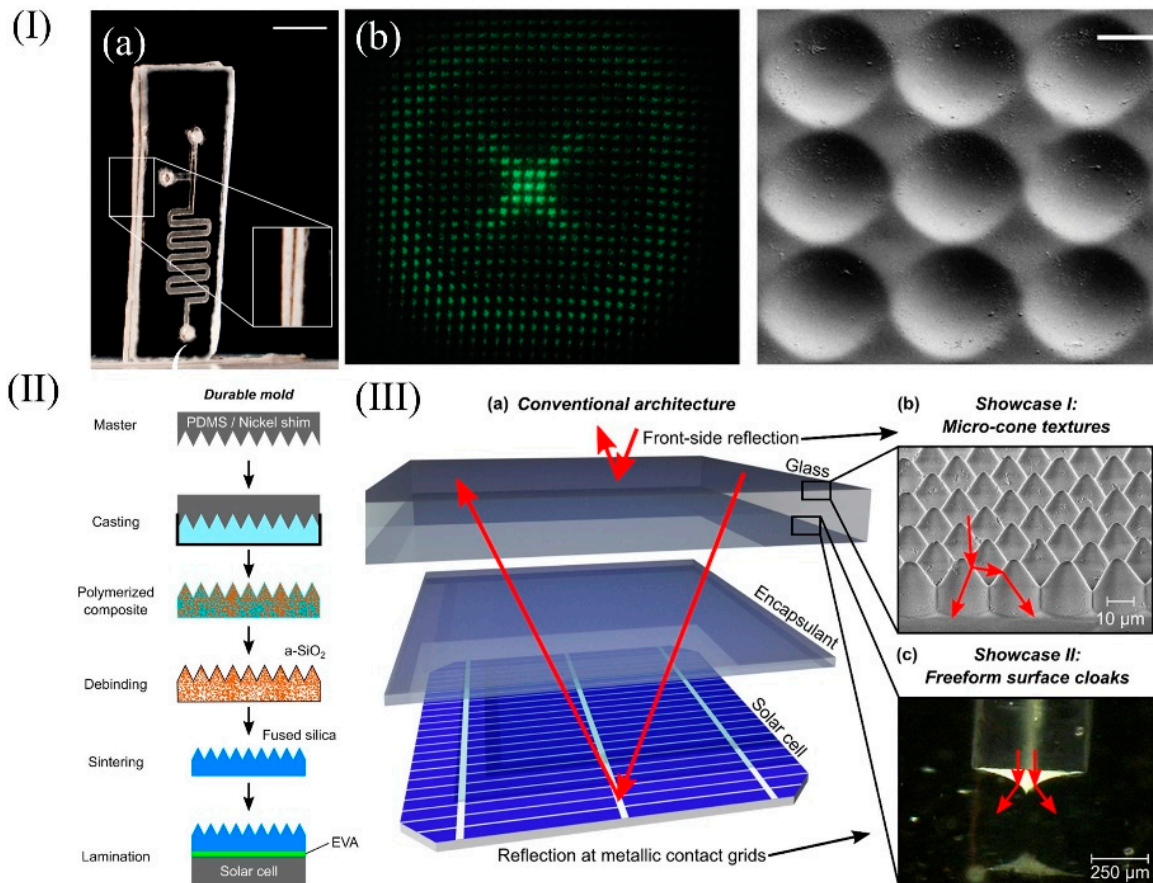 (I)
(a)
(b)
(II)
Durable mold
Master
PDMS / Nickel shim
Casting
Polymerized
composite
a-SiO₂
Debinding
Fused silica
Sintering
EVA
Lamination
Solar cell
(III)
(a) Conventional architecture
Front-side reflection
Glass
Encapsulant
Solar cell
Reflection at metallic contact grids
(b) Showcase I:
Micro-cone textures
10 µm
(c) Showcase II:
Freeform surface cloaks
250 µm